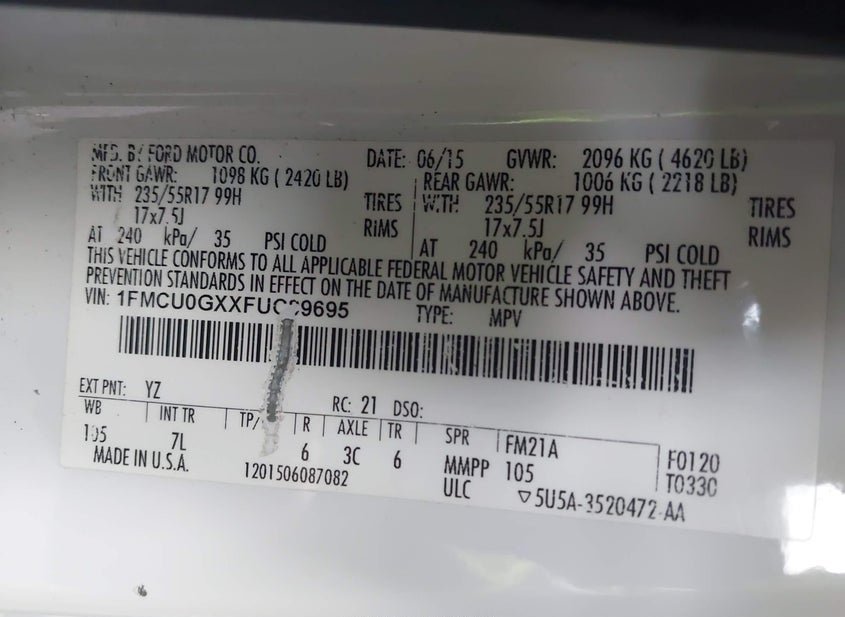 MFD. BY FORD MOTOR CO. DATE: 06/15 GVWR: 2096 KG ( 4620 LB)
FRONT GAWR: 1098 KG ( 2420 LB) REAR GAWR: 1006 KG ( 2218 LB)
WITH 235/55R17 99H TIRES WITH 235/55R17 99H TIRES
17x7.5J RIMS 17x7.5J RIMS
AT 240 kPa/ 35 PSI COLD AT 240 kPa/ 35 PSI COLD
THIS VEHICLE CONFORMS TO ALL APPLICABLE FEDERAL MOTOR VEHICLE SAFETY AND THEFT
PREVENTION STANDARDS IN EFFECT ON THE DATE OF MANUFACTURE SHOWN ABOVE.
VIN: TYPE: MPV
EXT PNT: YZ RC: 21 DSO:
WB INT TR TP/ R AXLE TR SPR FM21A F0120
105 7L 6 3C 6 MMPP 105 T0330
MADE IN U.S.A. 1201506087082 ULC ▽5U5A-3520472-AA